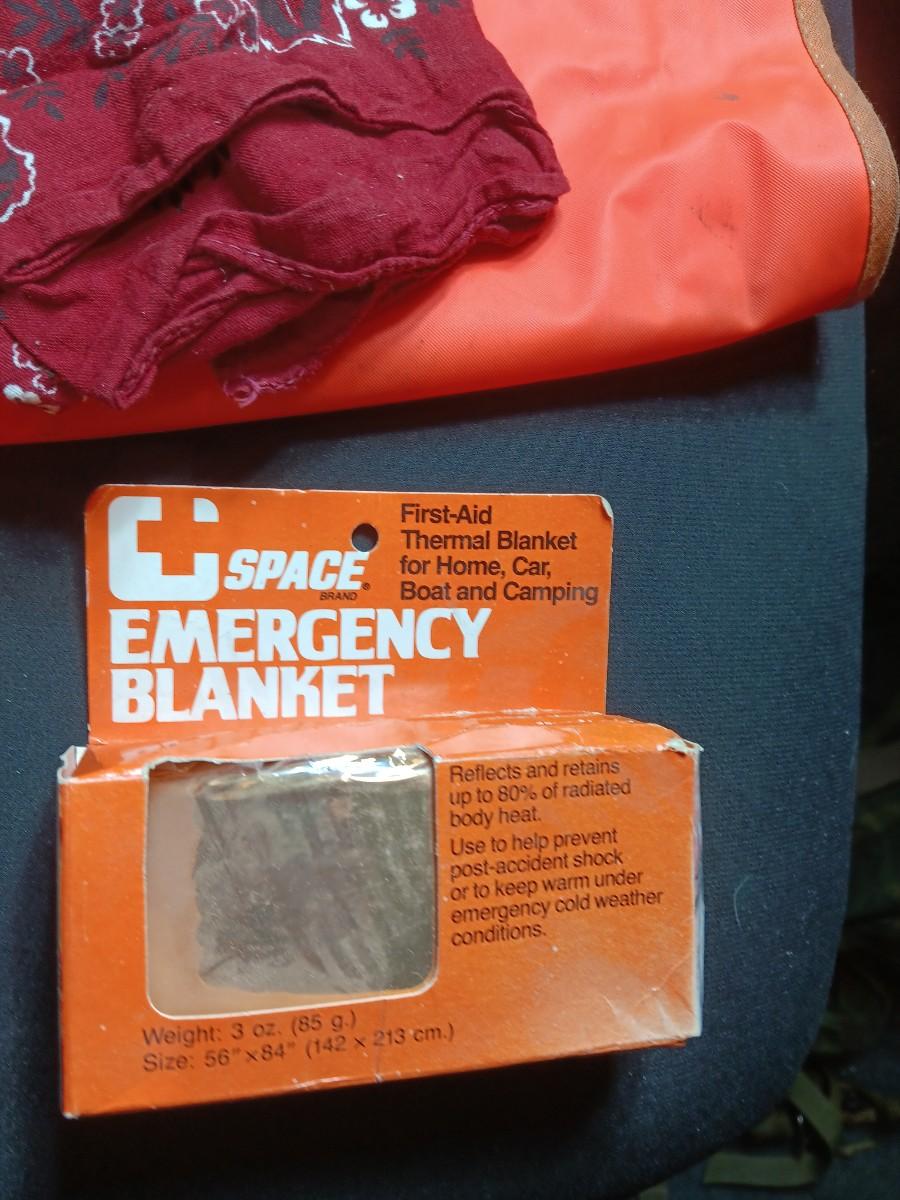 SPACE®
BRAND
EMERGENCY
BLANKET
First-Aid
Thermal Blanket
for Home, Car,
Boat and Camping
Reflects and retains
up to 80% of radiated
body heat.
Use to help prevent
post-accident shock
or to keep warm under
emergency cold weather
conditions.
Weight: 3 oz. (85 g.)
Size: 56" × 84" (142 × 213 cm.)